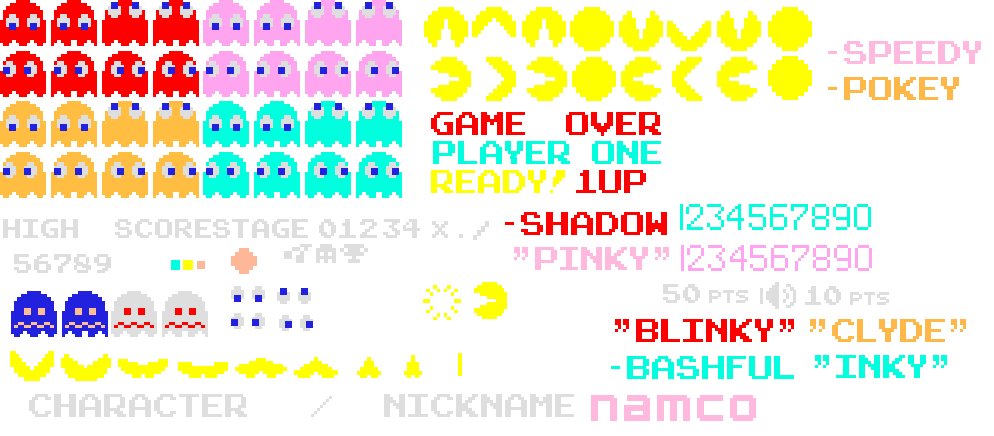 -SPEEDY
-POKEY
GAME OVER
PLAYER ONE
READY! 1UP
HIGH SCORESTAGE 01234 x . /
-SHADOW 1234567890
56789
"PINKY" 1234567890
50 PTS 10 PTS
"BLINKY" "CLYDE"
-BASHFUL "INKY"
CHARACTER / NICKNAME namco